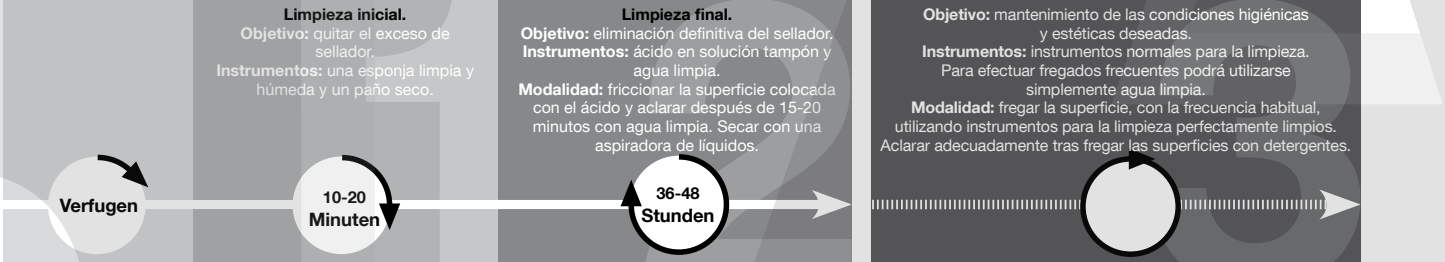 Limpieza inicial.
Objetivo: quitar el exceso de
sellador.
Instrumentos: una esponja limpia y
húmeda y un paño seco.
Limpieza final.
Objetivo: eliminación definitiva del sellador.
Instrumentos: ácido en solución tampón y
agua limpia.
Modalidad: friccionar la superficie colocada
con el ácido y aclarar después de 15-20
minutos con agua limpia. Secar con una
aspiradora de líquidos.
Objetivo: mantenimiento de las condiciones higiénicas
y estéticas deseadas.
Instrumentos: instrumentos normales para la limpieza.
Para efectuar fregados frecuentes podrá utilizarse
simplemente agua limpia.
Modalidad: fregar la superficie, con la frecuencia habitual,
utilizando instrumentos para la limpieza perfectamente limpios.
Aclarar adecuadamente tras fregar las superficies con detergentes.
Verfugen
10-20
Minuten
36-48
Stunden
1
2
3